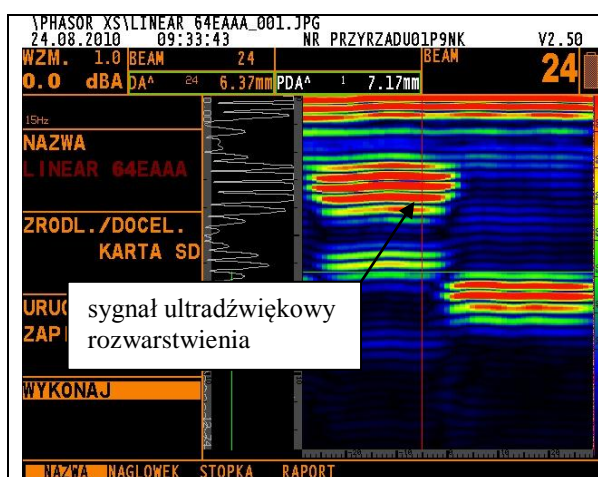 \PHASOR XS\LINEAR 64EAAA_001.JPG
24.08.2010 09:33:43 NR PRZYRZADU01P9NK V2.50
WZM. 1.0 BEAM 24 BEAM 24
0.0 dBA DA^ 24 6.37mm PDA^ 1 7.17mm
15Hz
NAZWA
LINEAR 64EAAA
ZRODL./DOCEL.
KARTA SD
sygnał ultradźwiękowy
rozwarstwienia
WYKONAJ
NAZWA NAGLOWEK STOPKA RAPORT